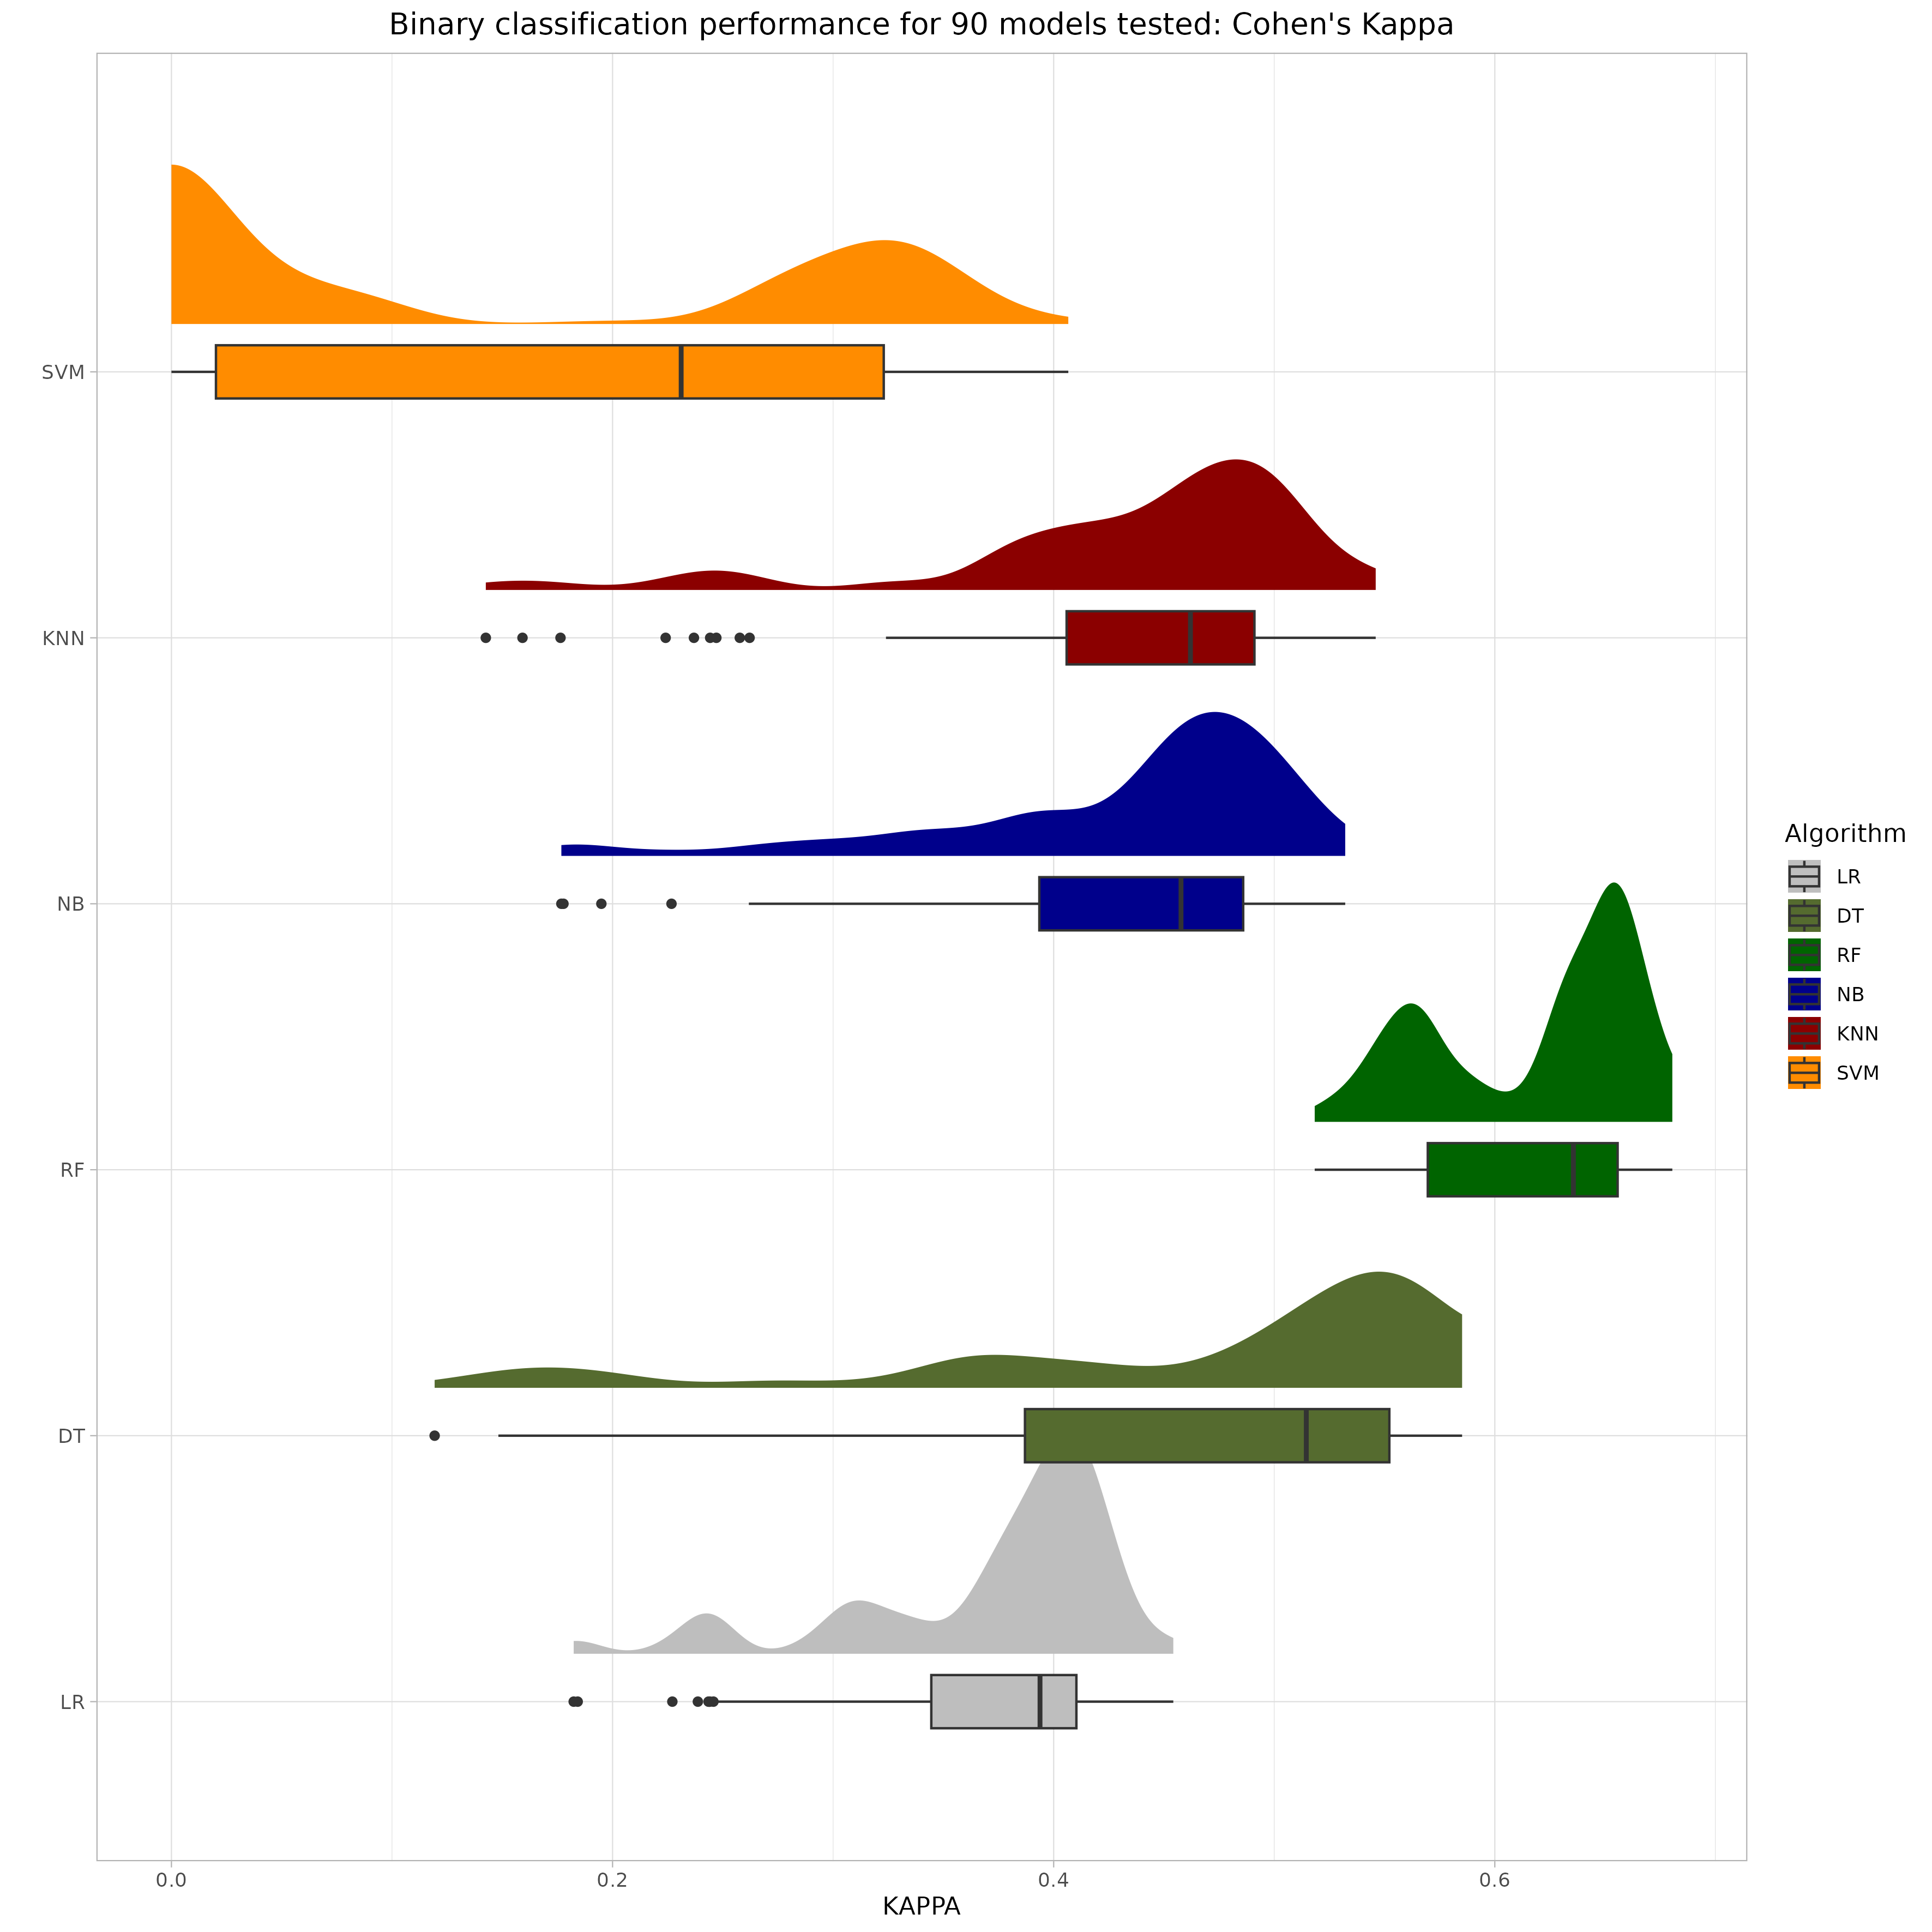 Binary classification performance for 90 models tested: Cohen's Kappa
SVM
KNN
NB
RF
DT
LR
0.0
0.2
0.4
0.6
KAPPA
Algorithm
LR
DT
RF
NB
KNN
SVM